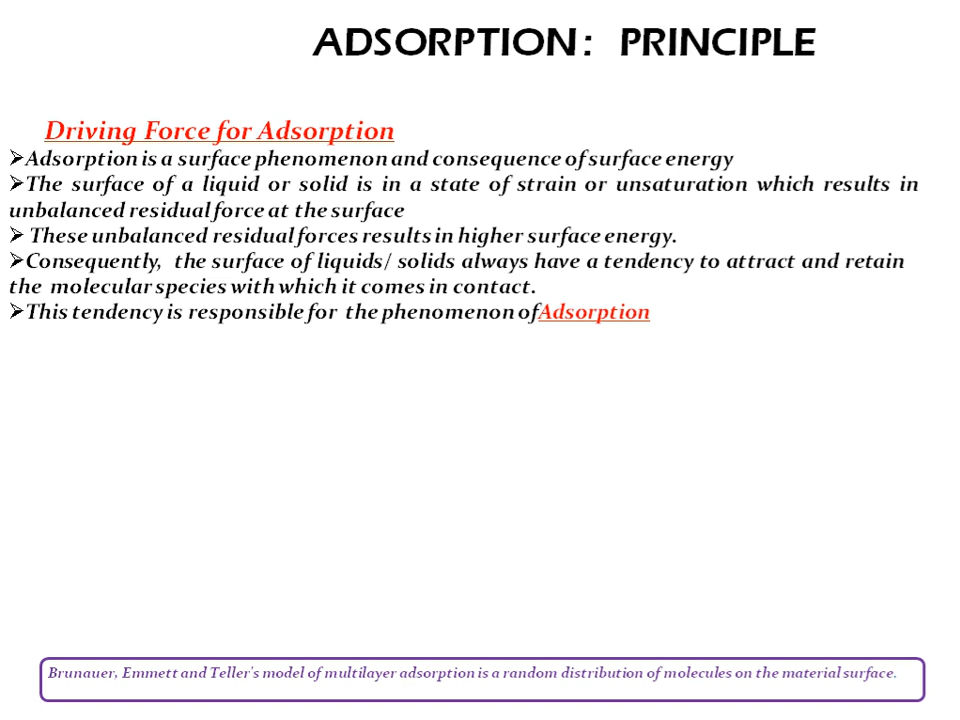 ADSORPTION: PRINCIPLE
Driving Force for Adsorption
➢Adsorption is a surface phenomenon and consequence of surface energy
➢The surface of a liquid or solid is in a state of strain or unsaturation which results in
unbalanced residual force at the surface
➢ These unbalanced residual forces results in higher surface energy.
➢Consequently, the surface of liquids/ solids always have a tendency to attract and retain
the molecular species with which it comes in contact.
➢This tendency is responsible for the phenomenon ofAdsorption
Brunauer, Emmett and Teller's model of multilayer adsorption is a random distribution of molecules on the material surface.